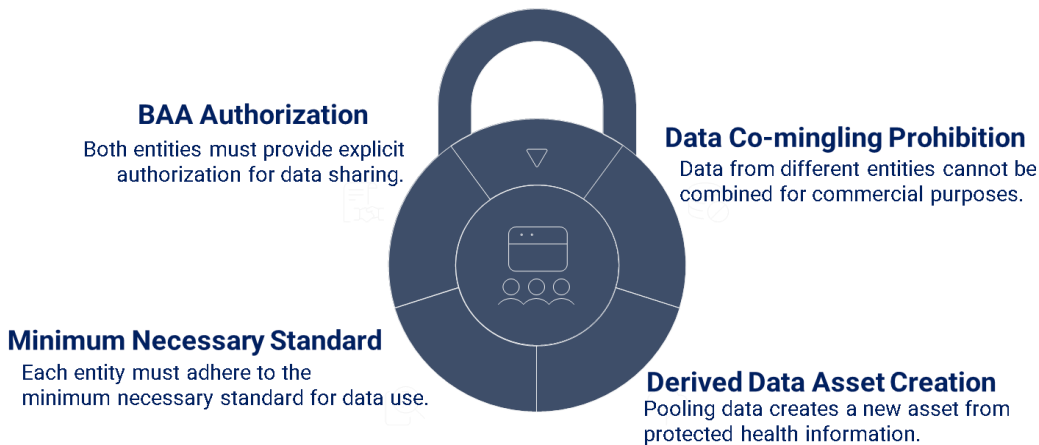 BAA Authorization
Both entities must provide explicit
authorization for data sharing.
Data Co-mingling Prohibition
Data from different entities cannot be
combined for commercial purposes.
Minimum Necessary Standard
Each entity must adhere to the
minimum necessary standard for data use.
Derived Data Asset Creation
Pooling data creates a new asset from
protected health information.